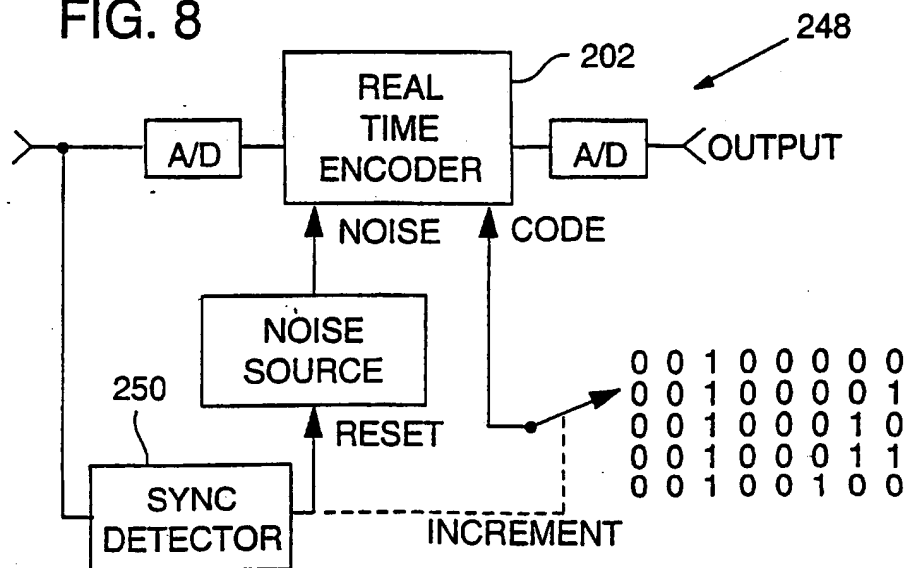 FIG. 8
248
202
REAL
TIME
ENCODER
A/D
A/D
OUTPUT
NOISE
CODE
NOISE
SOURCE
250
RESET
SYNC
DETECTOR
INCREMENT
0 0 1 0 0 0 0 0
0 0 1 0 0 0 0 1
0 0 1 0 0 0 1 0
0 0 1 0 0 0 1 1
0 0 1 0 0 1 0 0